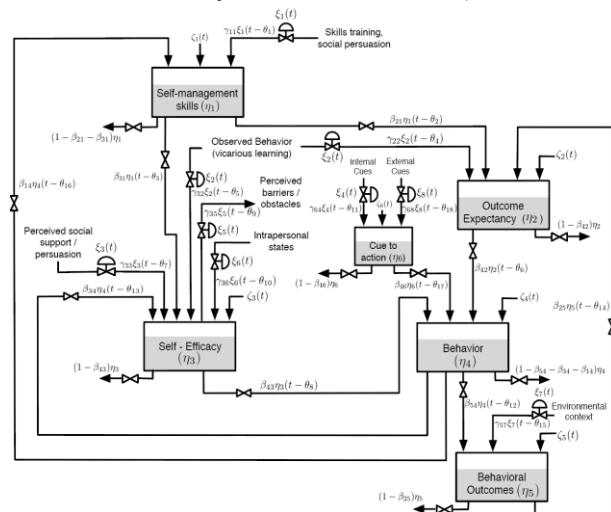 ξ₁(t)
ζ₁(t)
γ₁₁ξ₁(t − θ₁)
Skills training,
social persuasion
Self-management
skills (η₁)
(1 − β₂₁ − β₃₁)η₁
β₂₁η₁(t − θ₂)
β₁₄η₄(t − θ₁₆)
β₃₁η₁(t − θ₃)
Observed Behavior
(vicarious learning)
ξ₂(t)
γ₂₂ξ₂(t − θ₄)
ξ₂(t)
γ₃₂ξ₂(t − θ₅)
Perceived
barriers /
obstacles
γ₃₅ξ₅(t − θ₉)
ξ₅(t)
Internal
Cues
External
Cues
ξ₄(t)
ξ₈(t)
ζ₆(t)
γ₆₄ξ₄(t − θ₁₁)
γ₆₈ξ₈(t − θ₁₈)
ζ₂(t)
Outcome
Expectancy (η₂)
(1 − β₄₂)η₂
Perceived social
support /
persuasion
ξ₃(t)
γ₃₃ξ₃(t − θ₇)
Intrapersonal
states
ξ₆(t)
γ₃₆ξ₆(t − θ₁₀)
Cue to
action (η₆)
(1 − β₄₆)η₆
β₄₆η₆(t − θ₁₇)
β₄₂η₂(t − θ₆)
β₃₄η₄(t − θ₁₃)
ζ₃(t)
ζ₄(t)
β₂₅η₅(t − θ₁₄)
Self - Efficacy
(η₃)
Behavior
(η₄)
(1 − β₄₃)η₃
β₄₃η₃(t − θ₈)
(1 − β₅₄ − β₃₄ − β₁₄)η₄
β₅₄η₄(t − θ₁₂)
ξ₇(t)
Environmental
context
γ₅₇ξ₇(t − θ₁₅)
ζ₅(t)
Behavioral
Outcomes (η₅)
(1 − β₂₅)η₅